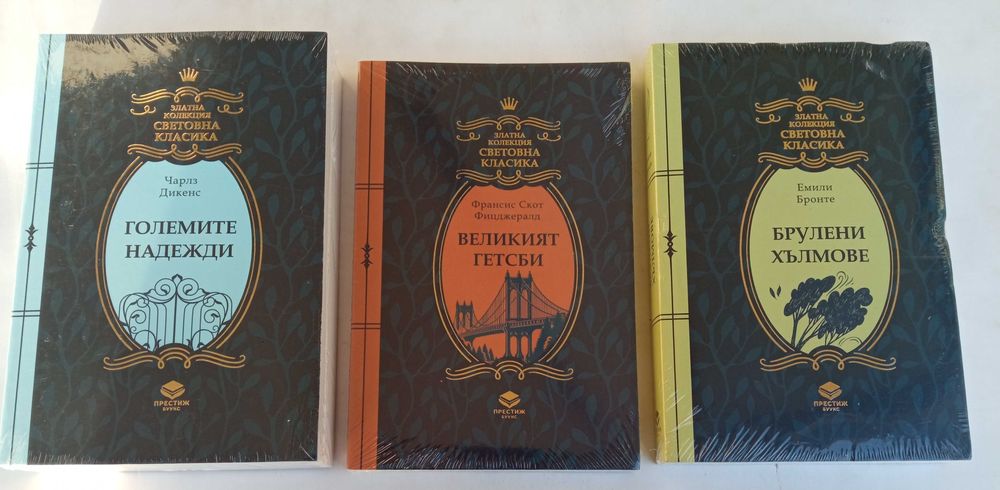 ЗЛАТНА
КОЛЕКЦИЯ
СВЕТОВНА
КЛАСИКА
Чарлз
Дикенс
ГОЛЕМИТЕ
НАДЕЖДИ
ПРЕСТИЖ
БУУКС
ЗЛАТНА
КОЛЕКЦИЯ
СВЕТОВНА
КЛАСИКА
Франсис Скот
Фицджералд
ВЕЛИКИЯТ
ГЕТСБИ
ПРЕСТИЖ
БУУКС
ЗЛАТНА
КОЛЕКЦИЯ
СВЕТОВНА
КЛАСИКА
Емили
Бронте
БРУЛЕНИ
ХЪЛМОВЕ
ПРЕСТИЖ
БУУКС